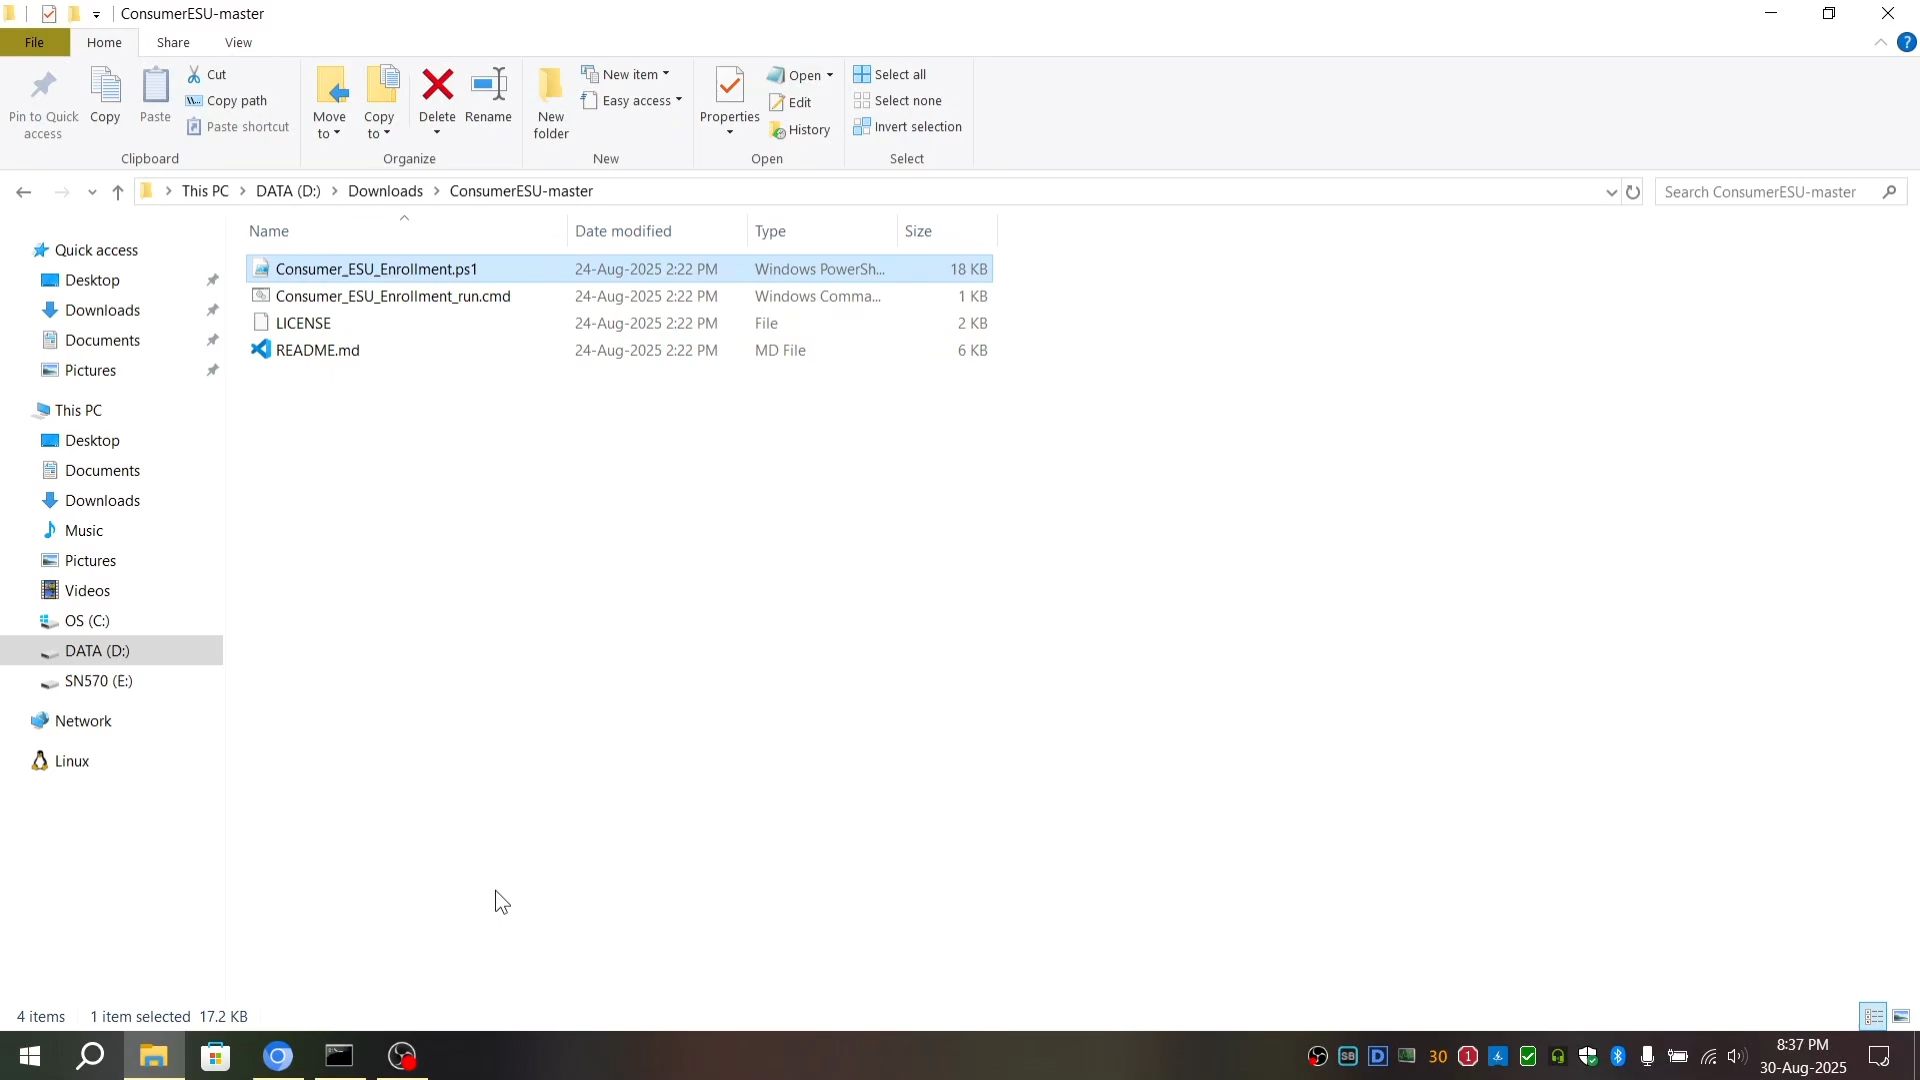 ConsumerESU-master
File Home Share View
Pin to Quick access
Copy
Paste
Cut
Copy path
Paste shortcut
Clipboard
Move to
Copy to
Delete
Rename
Organize
New folder
New item
Easy access
New
Properties
Open
Edit
History
Open
Select all
Select none
Invert selection
Select
This PC > DATA (D:) > Downloads > ConsumerESU-master
Search ConsumerESU-master
Name Date modified Type Size
Consumer_ESU_Enrollment.ps1 24-Aug-2025 2:22 PM Windows PowerSh... 18 KB
Consumer_ESU_Enrollment_run.cmd 24-Aug-2025 2:22 PM Windows Comma... 1 KB
LICENSE 24-Aug-2025 2:22 PM File 2 KB
README.md 24-Aug-2025 2:22 PM MD File 6 KB
Quick access
Desktop
Downloads
Documents
Pictures
This PC
Desktop
Documents
Downloads
Music
Pictures
Videos
OS (C:)
DATA (D:)
SN570 (E:)
Network
Linux
4 items 1 item selected 17.2 KB
SB D 30 1
8:37 PM
30-Aug-2025